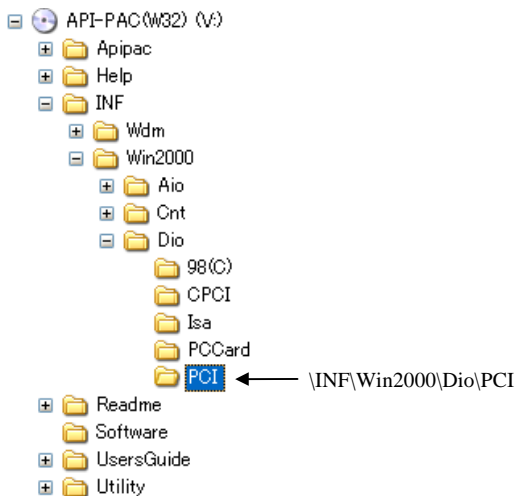 API-PAC(W32) (V:)
Apipac
Help
INF
Wdm
Win2000
Aio
Cnt
Dio
98(C)
CPCI
Isa
PCCard
PCI \INF\Win2000\Dio\PCI
Readme
Software
UsersGuide
Utility